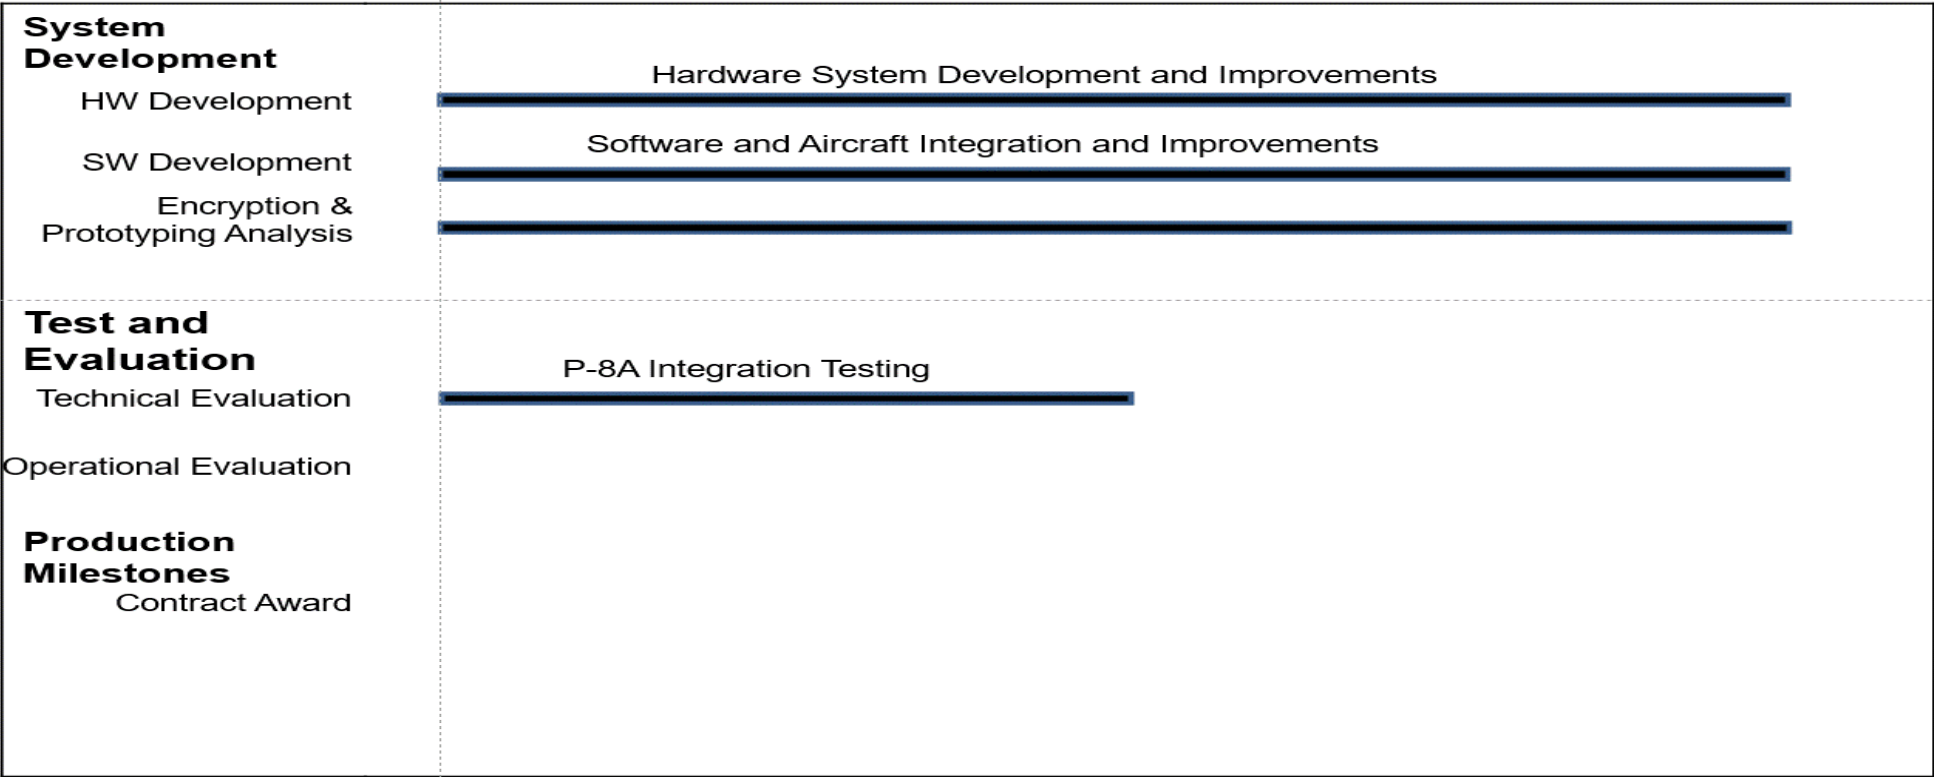 System
Development
Hardware System Development and Improvements
HW Development
Software and Aircraft Integration and Improvements
SW Development
Encryption &
Prototyping Analysis
Test and
Evaluation
P-8A Integration Testing
Technical Evaluation
Operational Evaluation
Production
Milestones
Contract Award